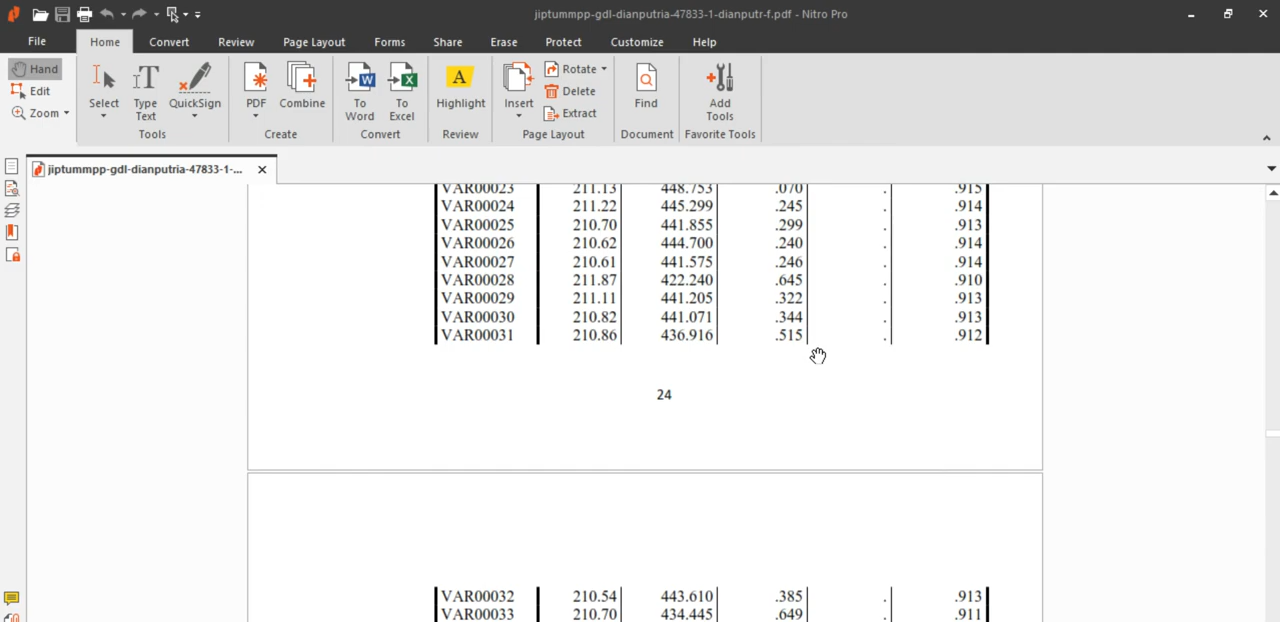 jiptummpp-gdl-dianputria-47833-1-dianputr-f.pdf - Nitro Pro
File Home Convert Review Page Layout Forms Share Erase Protect Customize Help
Hand
Edit
Zoom
Select
Type Text
QuickSign
Tools
PDF
Combine
Create
To Word
To Excel
Convert
Highlight
Review
Insert
Rotate
Delete
Extract
Page Layout
Find
Document
Add Tools
Favorite Tools
jiptummpp-gdl-dianputria-47833-1-...
VAR00023 211.13 448.753 .070 . .915
VAR00024 211.22 445.299 .245 . .914
VAR00025 210.70 441.855 .299 . .913
VAR00026 210.62 444.700 .240 . .914
VAR00027 210.61 441.575 .246 . .914
VAR00028 211.87 422.240 .645 . .910
VAR00029 211.11 441.205 .322 . .913
VAR00030 210.82 441.071 .344 . .913
VAR00031 210.86 436.916 .515 . .912
24
VAR00032 210.54 443.610 .385 . .913
VAR00033 210.70 434.445 .649 . .911